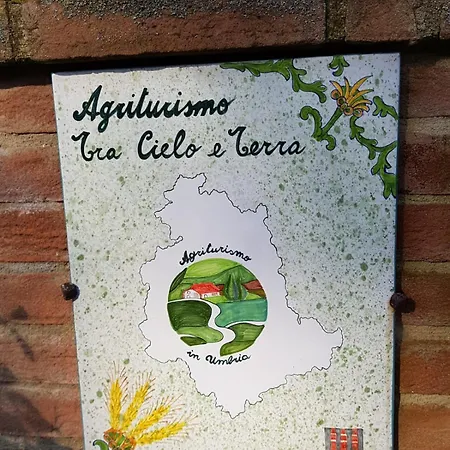 Agriturismo
Tra Cielo e Terra
Agriturismo
in Umbria